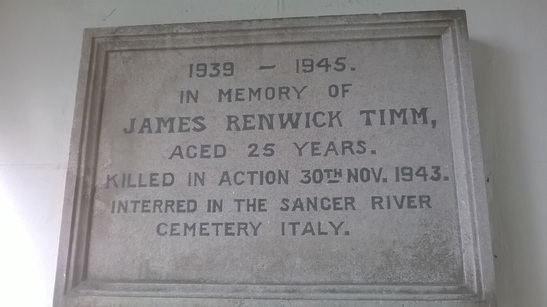 1939 — 1945.
IN MEMORY OF
JAMES RENWICK TIMM,
AGED 25 YEARS.
KILLED IN ACTION 30TH NOV. 1943.
INTERRED IN THE SANGER RIVER
CEMETERY ITALY.